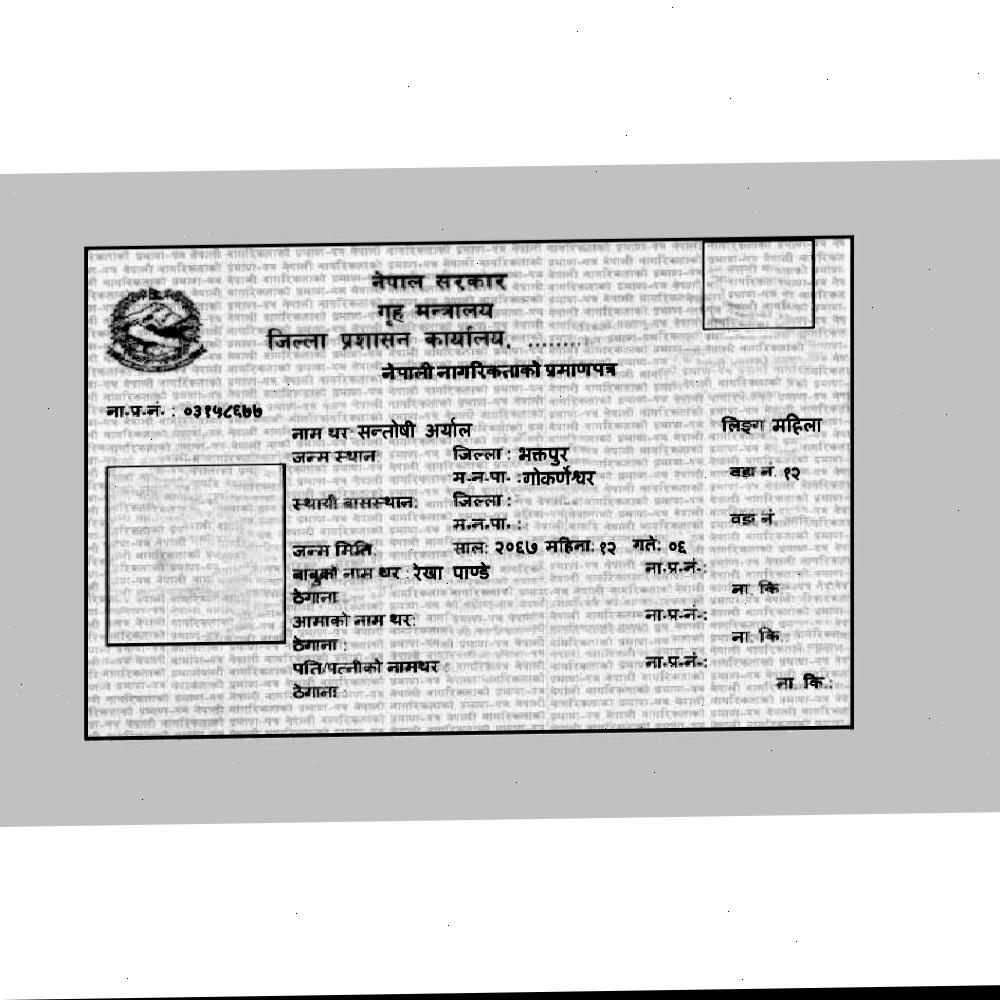 नेपाल सरकार
गृह मन्त्रालय
जिल्ला प्रशासन कार्यालय, .........
नेपाली नागरिकताको प्रमाणपत्र
ना.प्र.नं. : ०३१५८६७७
नाम थर सन्तोषी अर्याल लिङ्ग महिला
जन्म स्थान: जिल्ला : भक्तपुर
म.न.पा. : गोकर्णेश्वर वडा नं. १२
स्थायी बासस्थान: जिल्ला :
म.न.पा. : वडा नं.
जन्म मिति: साल: २०६७ महिना: १२ गते: ०६
बाबुको नाम थर : रेखा पाण्डे ना.प्र.नं.:
ठेगाना: ना. कि.:
आमाको नाम थर: ना.प्र.नं.:
ठेगाना : ना. कि.:
पति/पत्नीको नामथर : ना.प्र.नं.:
ठेगाना : ना. कि.: